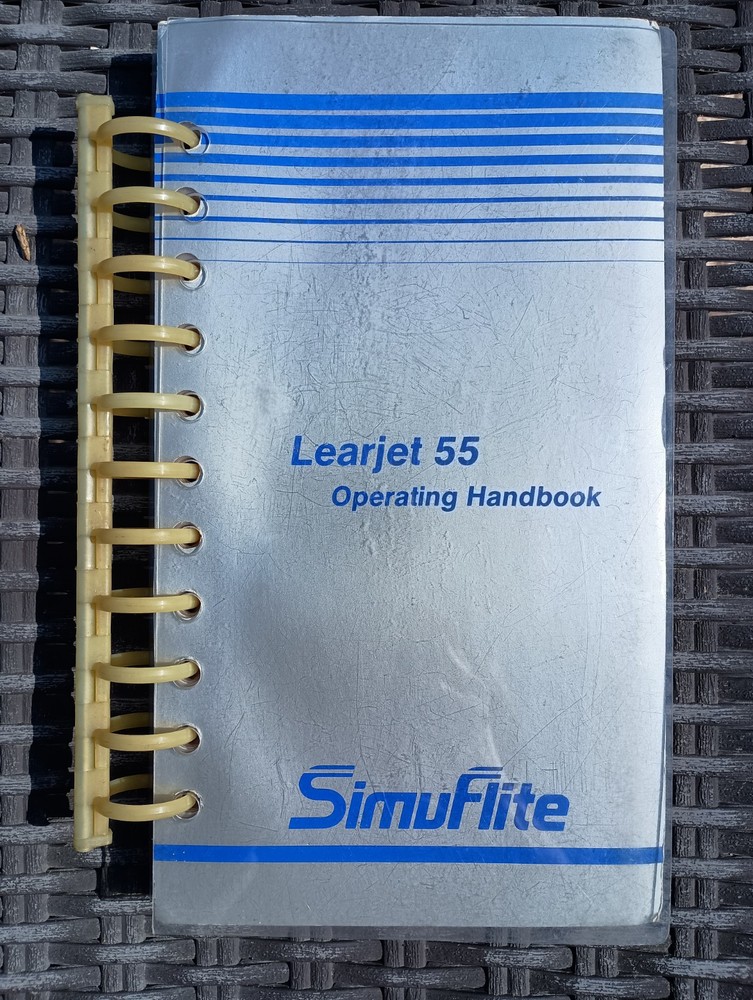 Learjet 55
Operating Handbook
SimuFlite